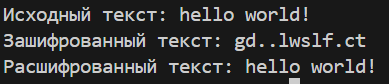 Исходный текст: hello world!
Зашифрованный текст: gd..lwslf.ct
Расшифрованный текст: hello world!